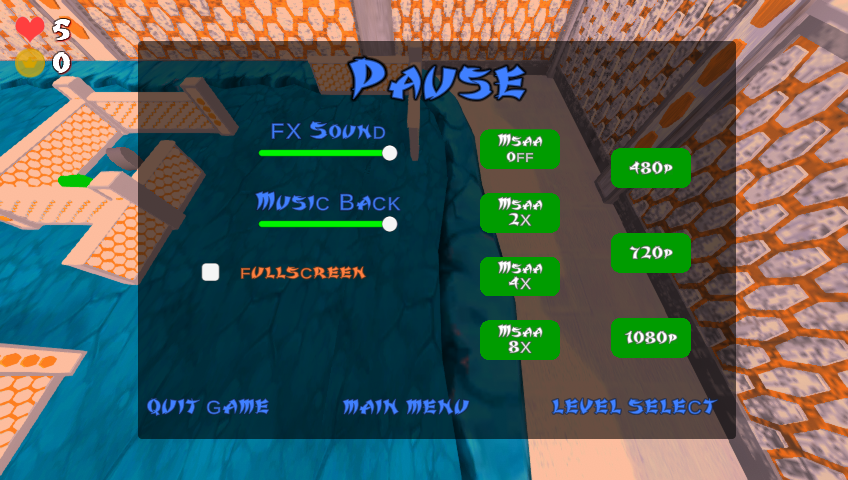 5
0
Pause
FX Sound
Music Back
fullscreen
MSAA
OFF
MSAA
2X
MSAA
4X
MSAA
8X
480p
720p
1080p
Quit Game
Main Menu
Level Select